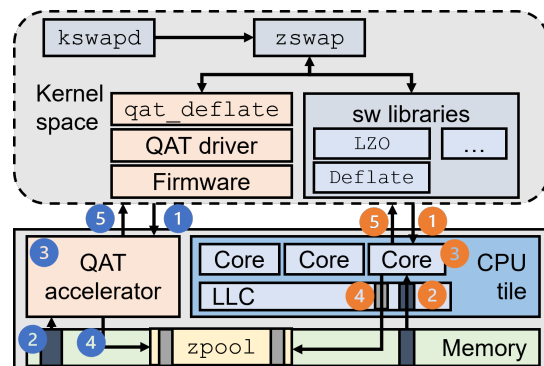 kswapd
zswap
Kernel
space
qat_deflate
QAT driver
Firmware
sw libraries
LZO
...
Deflate
5
1
5
1
3
QAT
accelerator
Core
Core
Core
3
CPU
tile
LLC
4
2
2
4
zpool
Memory